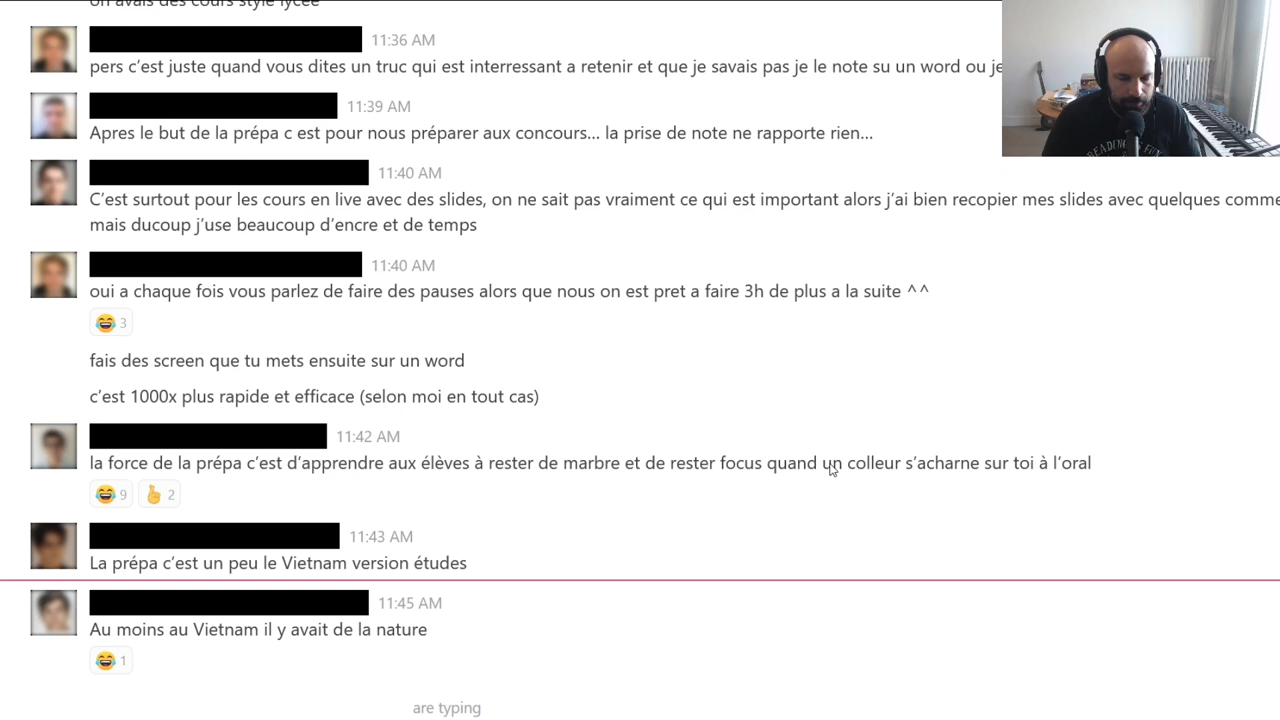 on avais des cours style lycée
11:36 AM
pers c’est juste quand vous dites un truc qui est interressant a retenir et que je savais pas je le note su un word ou je
11:39 AM
Apres le but de la prépa c est pour nous préparer aux concours... la prise de note ne rapporte rien...
11:40 AM
C’est surtout pour les cours en live avec des slides, on ne sait pas vraiment ce qui est important alors j’ai bien recopier mes slides avec quelques comme
mais ducoup j’use beaucoup d’encre et de temps
11:40 AM
oui a chaque fois vous parlez de faire des pauses alors que nous on est pret a faire 3h de plus a la suite ^^
3
fais des screen que tu mets ensuite sur un word
c’est 1000x plus rapide et efficace (selon moi en tout cas)
11:42 AM
la force de la prépa c’est d’apprendre aux élèves à rester de marbre et de rester focus quand un colleur s’acharne sur toi à l’oral
9 2
11:43 AM
La prépa c’est un peu le Vietnam version études
11:45 AM
Au moins au Vietnam il y avait de la nature
1
are typing